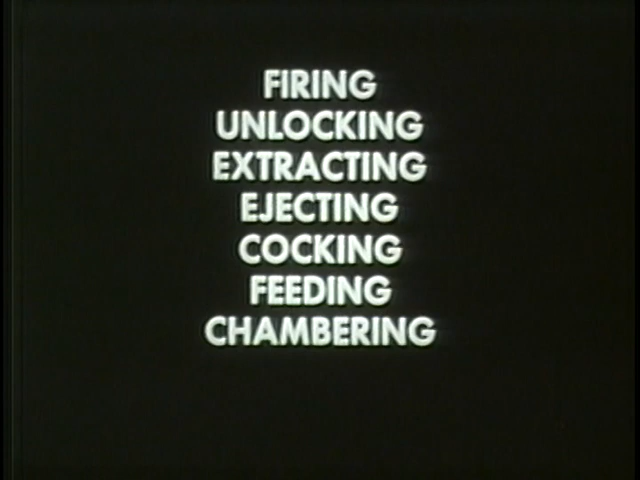 FIRING
UNLOCKING
EXTRACTING
EJECTING
COCKING
FEEDING
CHAMBERING